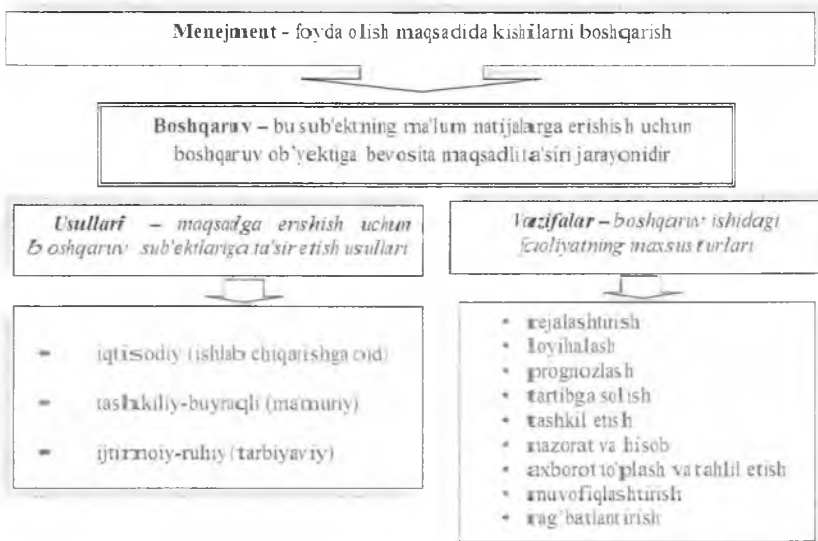 Menejment - foyda olish maqsadida kishilarni boshqarish
Boshqaruv – bu sub'ektning ma'lum natijalarga erishish uchun
boshqaruv ob'yektiga bevosita maqsadli ta'siri jarayonidir
Usullari – maqsadga erishish uchun
boshqaruv sub'ektlariga ta'sir etish usullari
- iqtisodiy (ishlab chiqarishga oid)
- tashkiliy-buyraqli (mamuriy)
- ijtimoiy-ruhiy (tarbiyaviy)
Vazifalar – boshqaruv ishidagi
faoliyatning maxsus turlari
• rejalashtirish
• loyihalash
• prognozlash
• tartibga solish
• tashkil etish
• nazorat va hisob
• axborot to'plash va tahlil etish
• muvofiqlashtirish
• rag'batlantirish